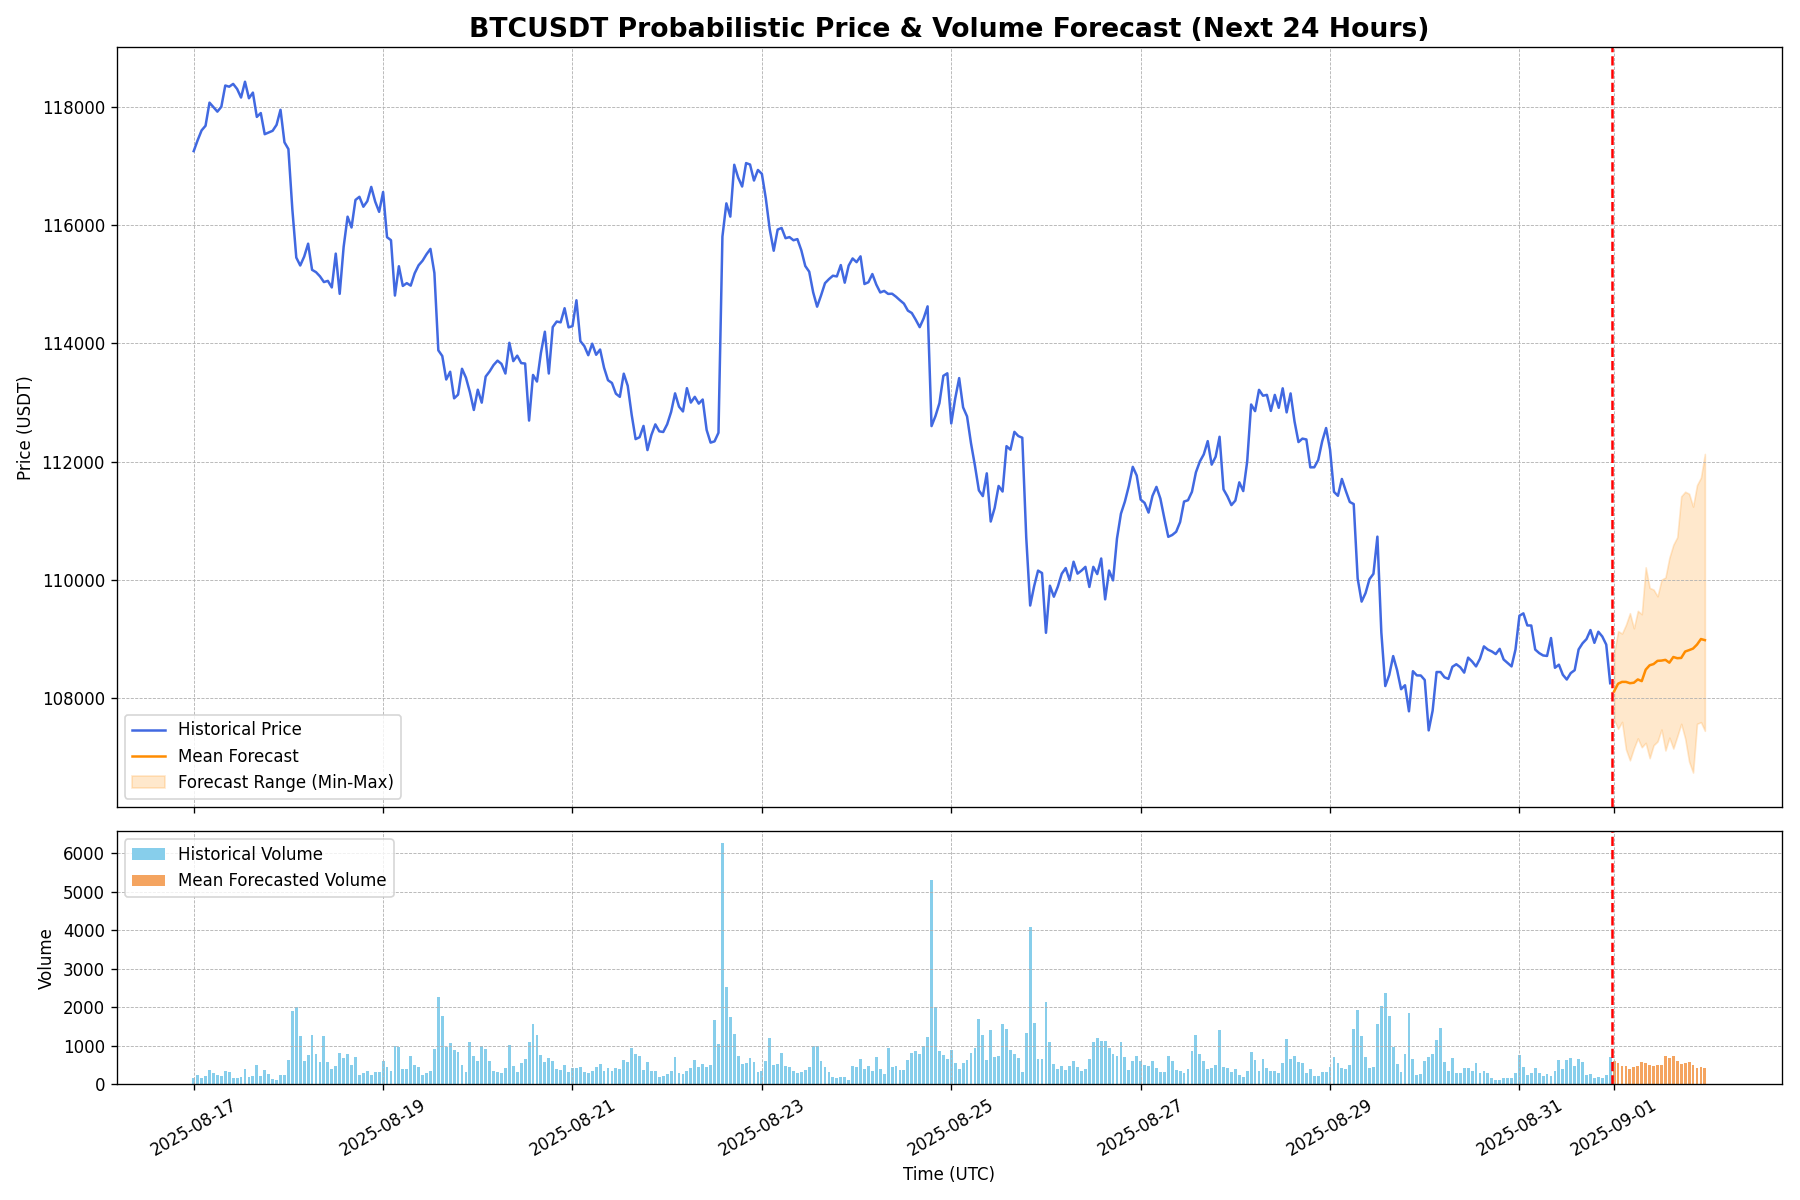 BTCUSDT Probabilistic Price & Volume Forecast (Next 24 Hours)
Price (USDT)
118000
116000
114000
112000
110000
108000
Historical Price
Mean Forecast
Forecast Range (Min-Max)
Volume
6000
5000
4000
3000
2000
1000
0
Historical Volume
Mean Forecasted Volume
2025-08-17
2025-08-19
2025-08-21
2025-08-23
2025-08-25
2025-08-27
2025-08-29
2025-08-31
2025-09-01
Time (UTC)